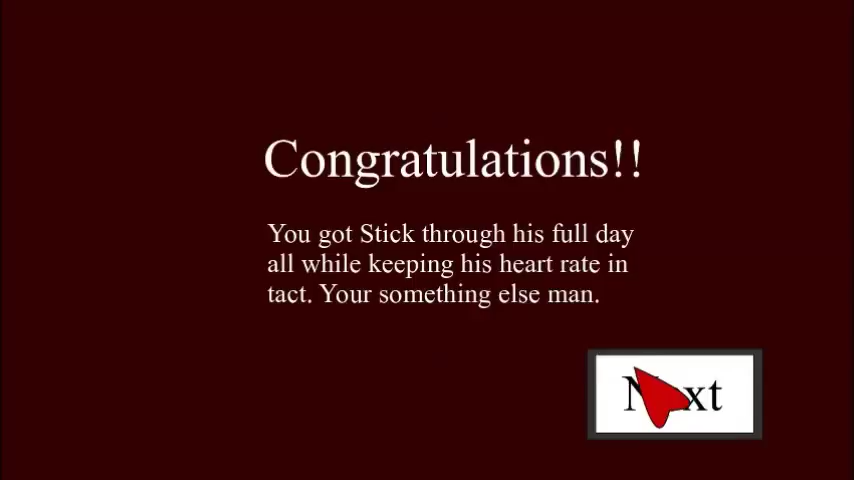 Congratulations!!
You got Stick through his full day
all while keeping his heart rate in
tact. Your something else man.
Next